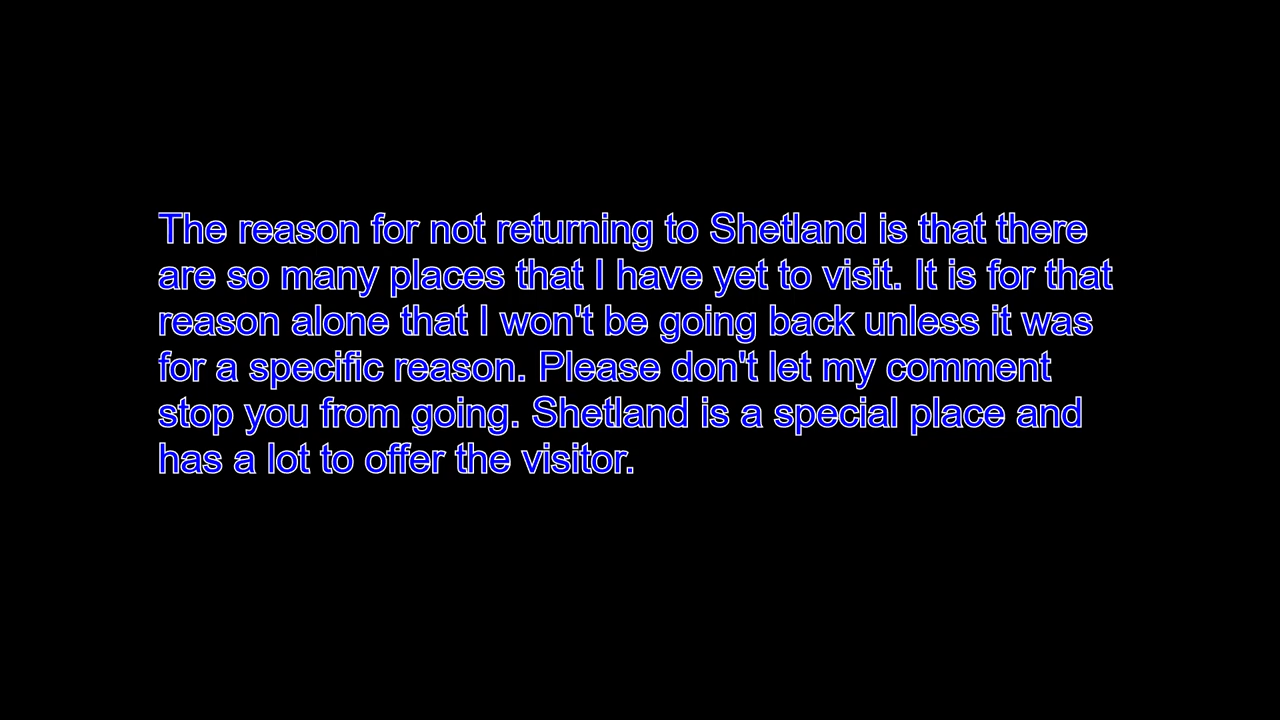 The reason for not returning to Shetland is that there
are so many places that I have yet to visit. It is for that
reason alone that I won't be going back unless it was
for a specific reason. Please don't let my comment
stop you from going. Shetland is a special place and
has a lot to offer the visitor.